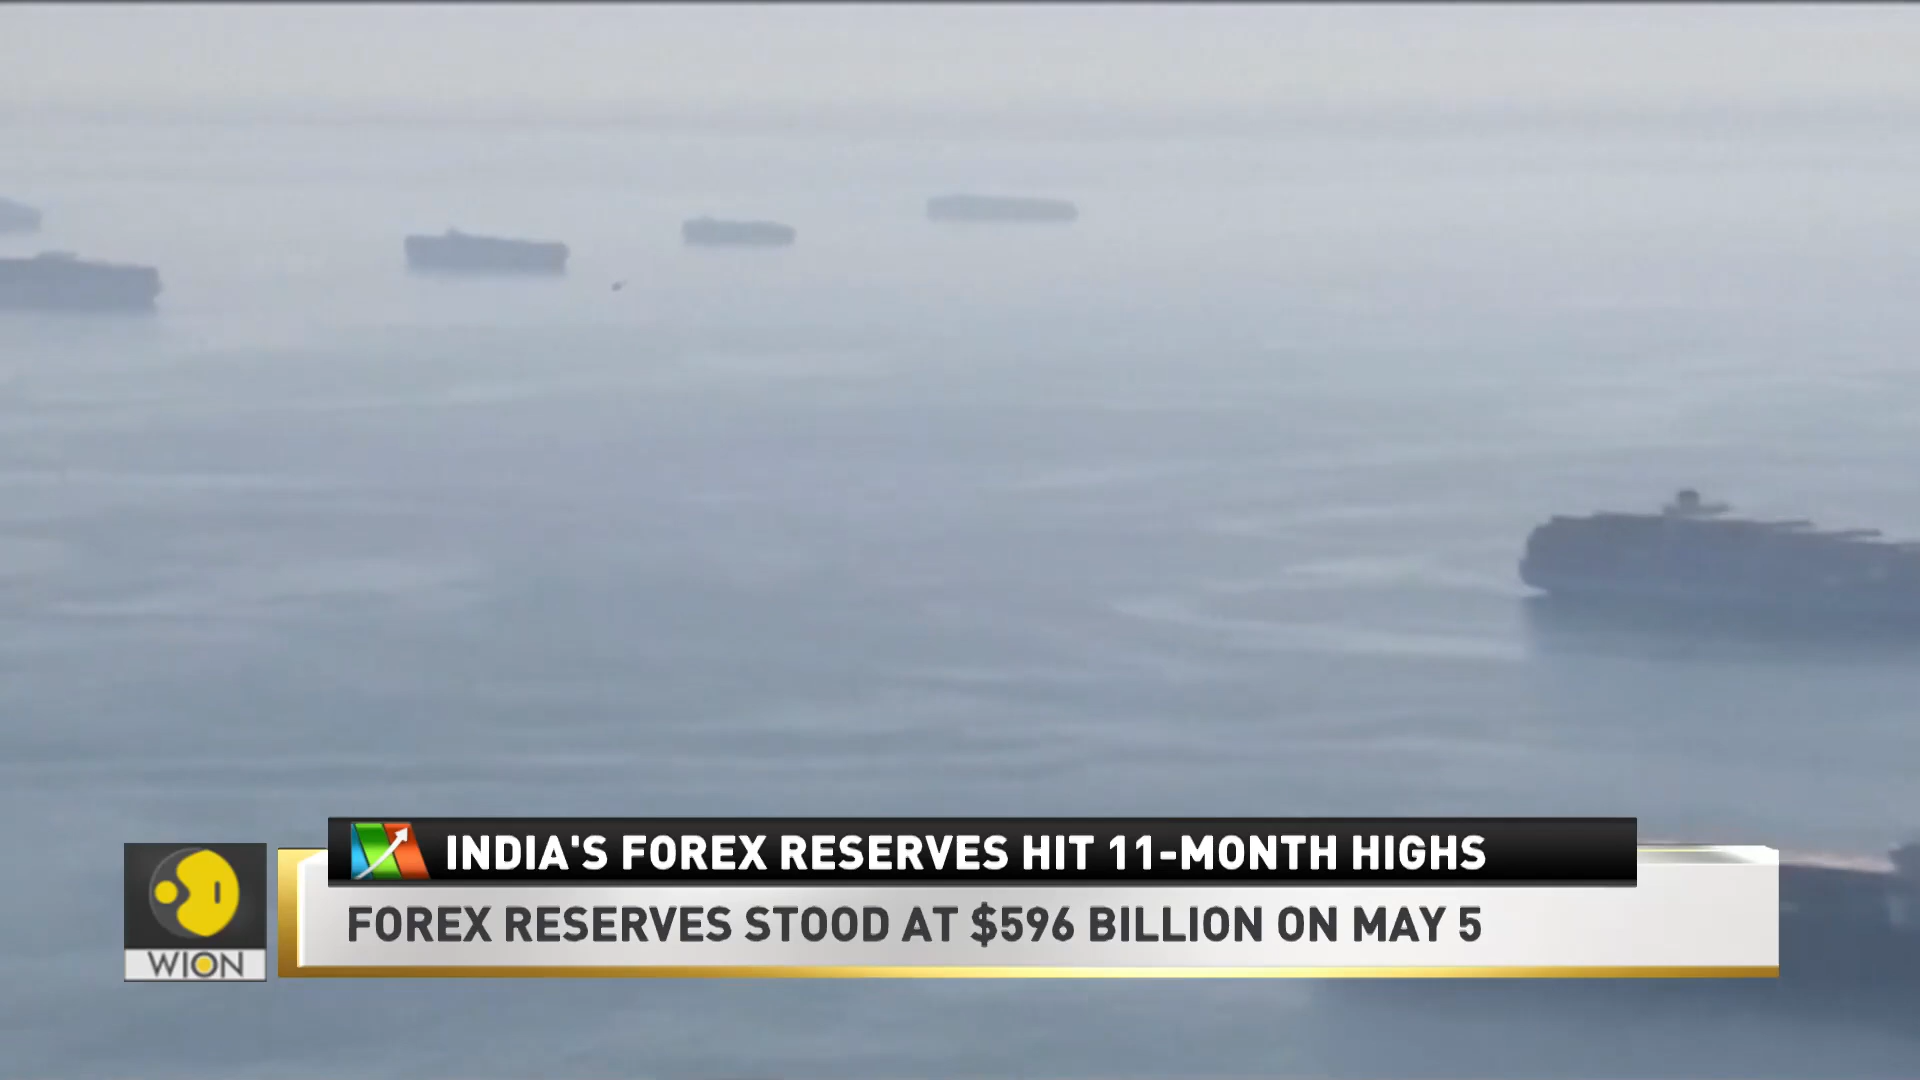 INDIA'S FOREX RESERVES HIT 11-MONTH HIGHS
FOREX RESERVES STOOD AT $596 BILLION ON MAY 5
WION